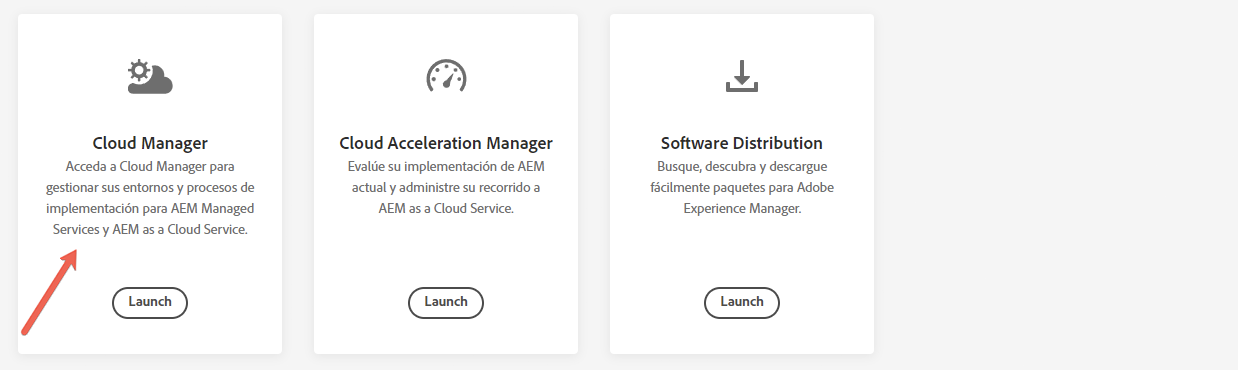 Cloud Manager
Acceda a Cloud Manager para
gestionar sus entornos y procesos de
implementación para AEM Managed
Services y AEM as a Cloud Service.
Launch
Cloud Acceleration Manager
Evalúe su implementación de AEM
actual y administre su recorrido a
AEM as a Cloud Service.
Launch
Software Distribution
Busque, descubra y descargue
fácilmente paquetes para Adobe
Experience Manager.
Launch